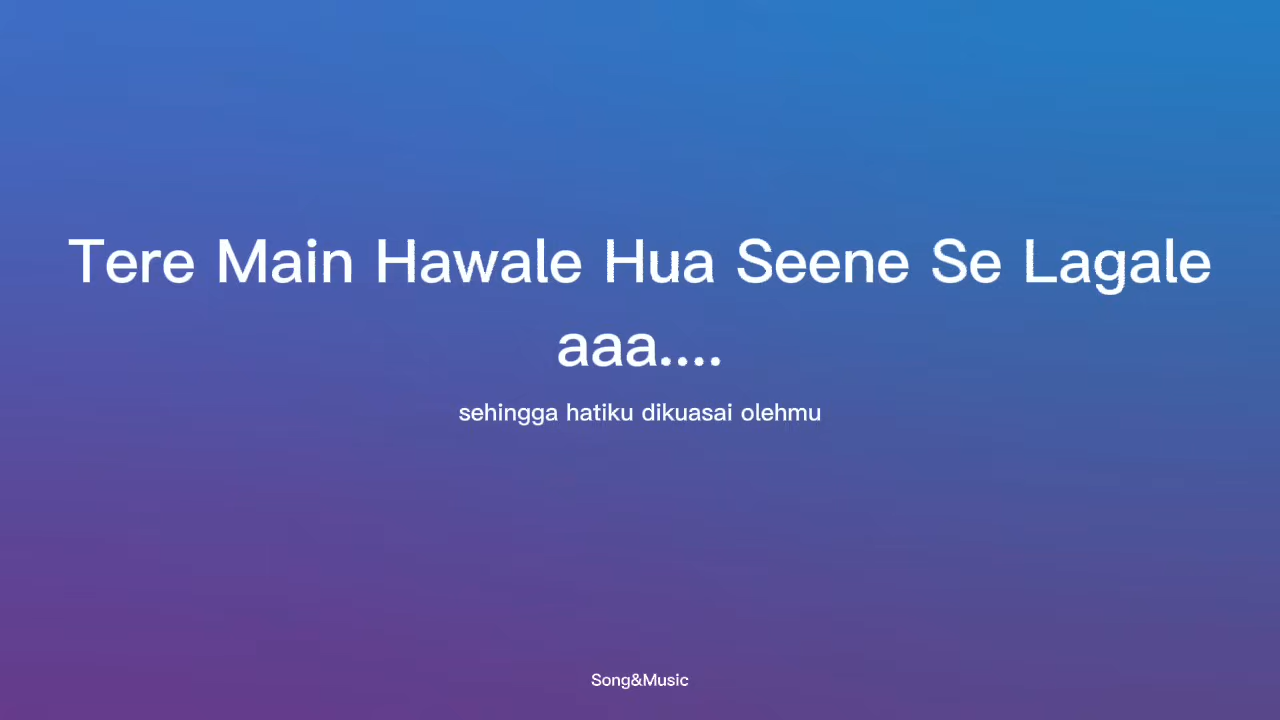 Tere Main Hawale Hua Seene Se Lagale
aaa....
sehingga hatiku dikuasai olehmu
Song&Music